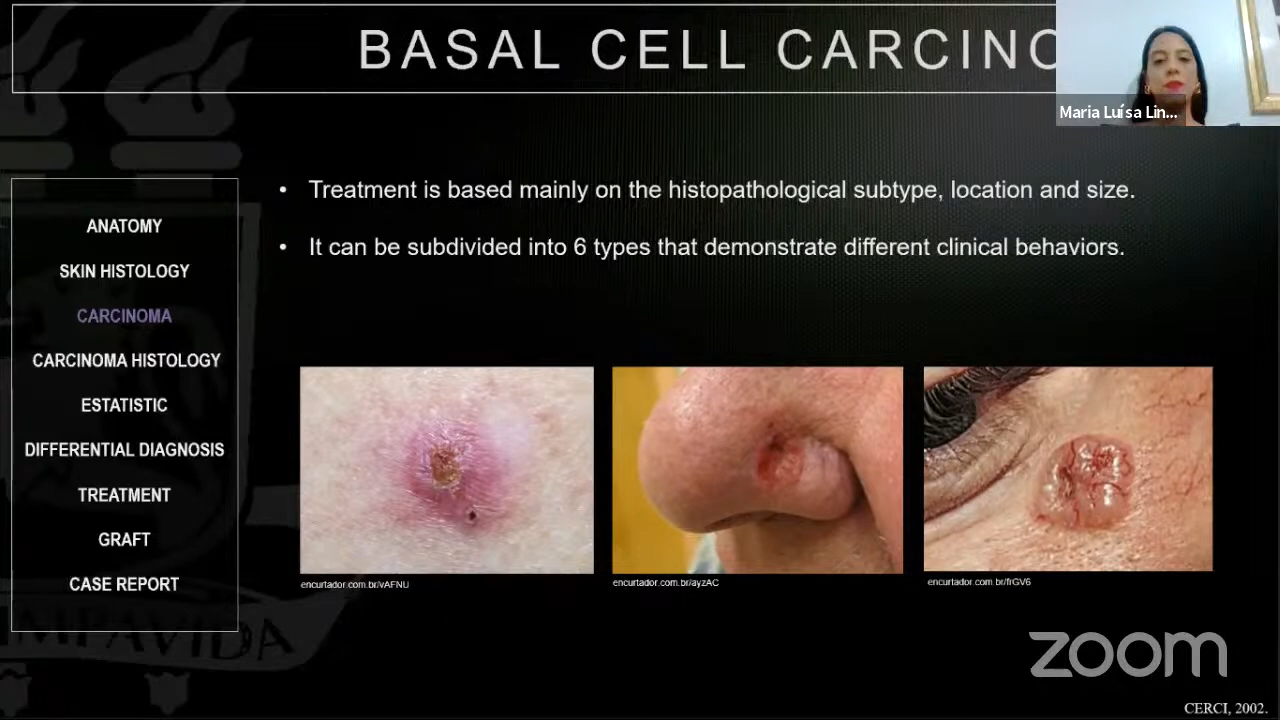 BASAL CELL CARCINO
Maria Luísa Lin...
• Treatment is based mainly on the histopathological subtype, location and size.
• It can be subdivided into 6 types that demonstrate different clinical behaviors.
ANATOMY
SKIN HISTOLOGY
CARCINOMA
CARCINOMA HISTOLOGY
ESTATISTIC
DIFFERENTIAL DIAGNOSIS
TREATMENT
GRAFT
CASE REPORT
encurtador.com.br/vAFNU
encurtador.com.br/ayzAC
encurtador.com.br/frGV6
IMPAVIDA
zoom
CERCI, 2002.